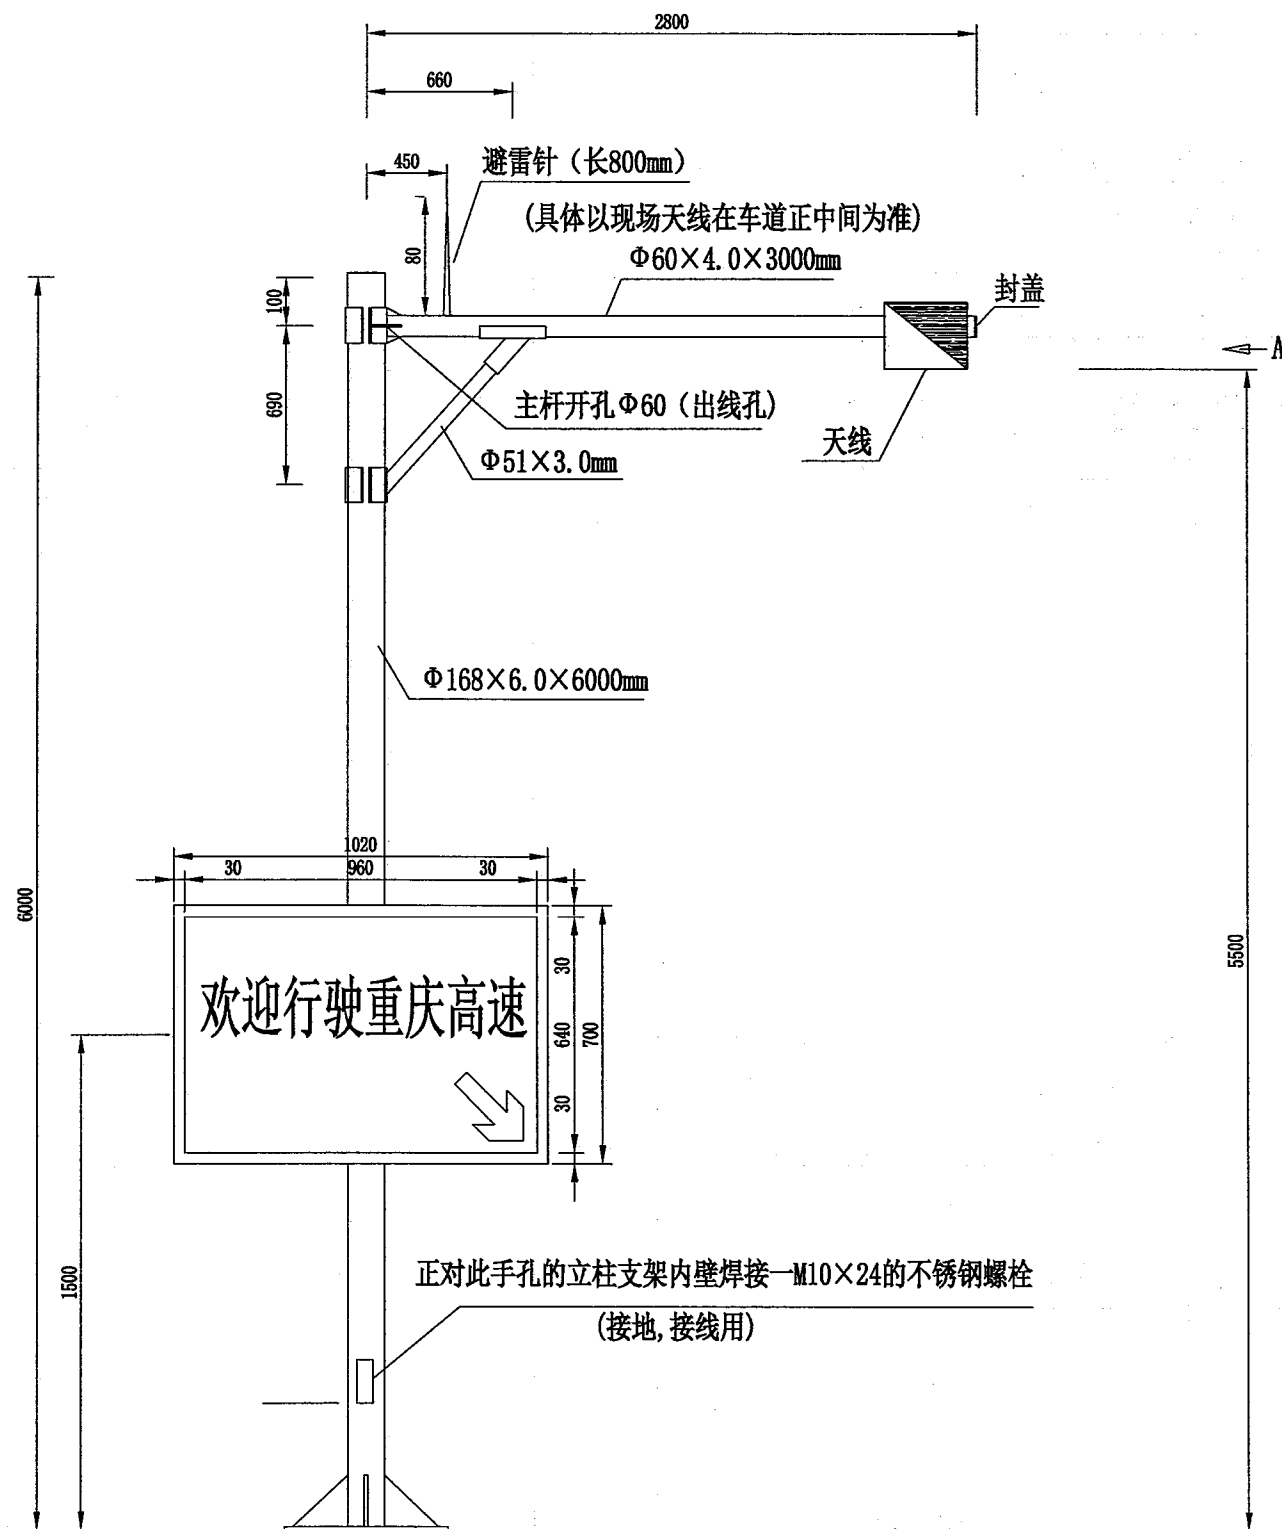 2800
660
450
避雷针（长800mm）
(具体以现场天线在车道正中间为准)
80
Φ60×4.0×3000mm
100
封盖
A
690
主杆开孔Φ60（出线孔）
天线
Φ51×3.0mm
Φ168×6.0×6000mm
1020
30
960
30
6000
5500
30
欢迎行驶重庆高速
640
700
30
1500
正对此手孔的立柱支架内壁焊接一M10×24的不锈钢螺栓
(接地,接线用)